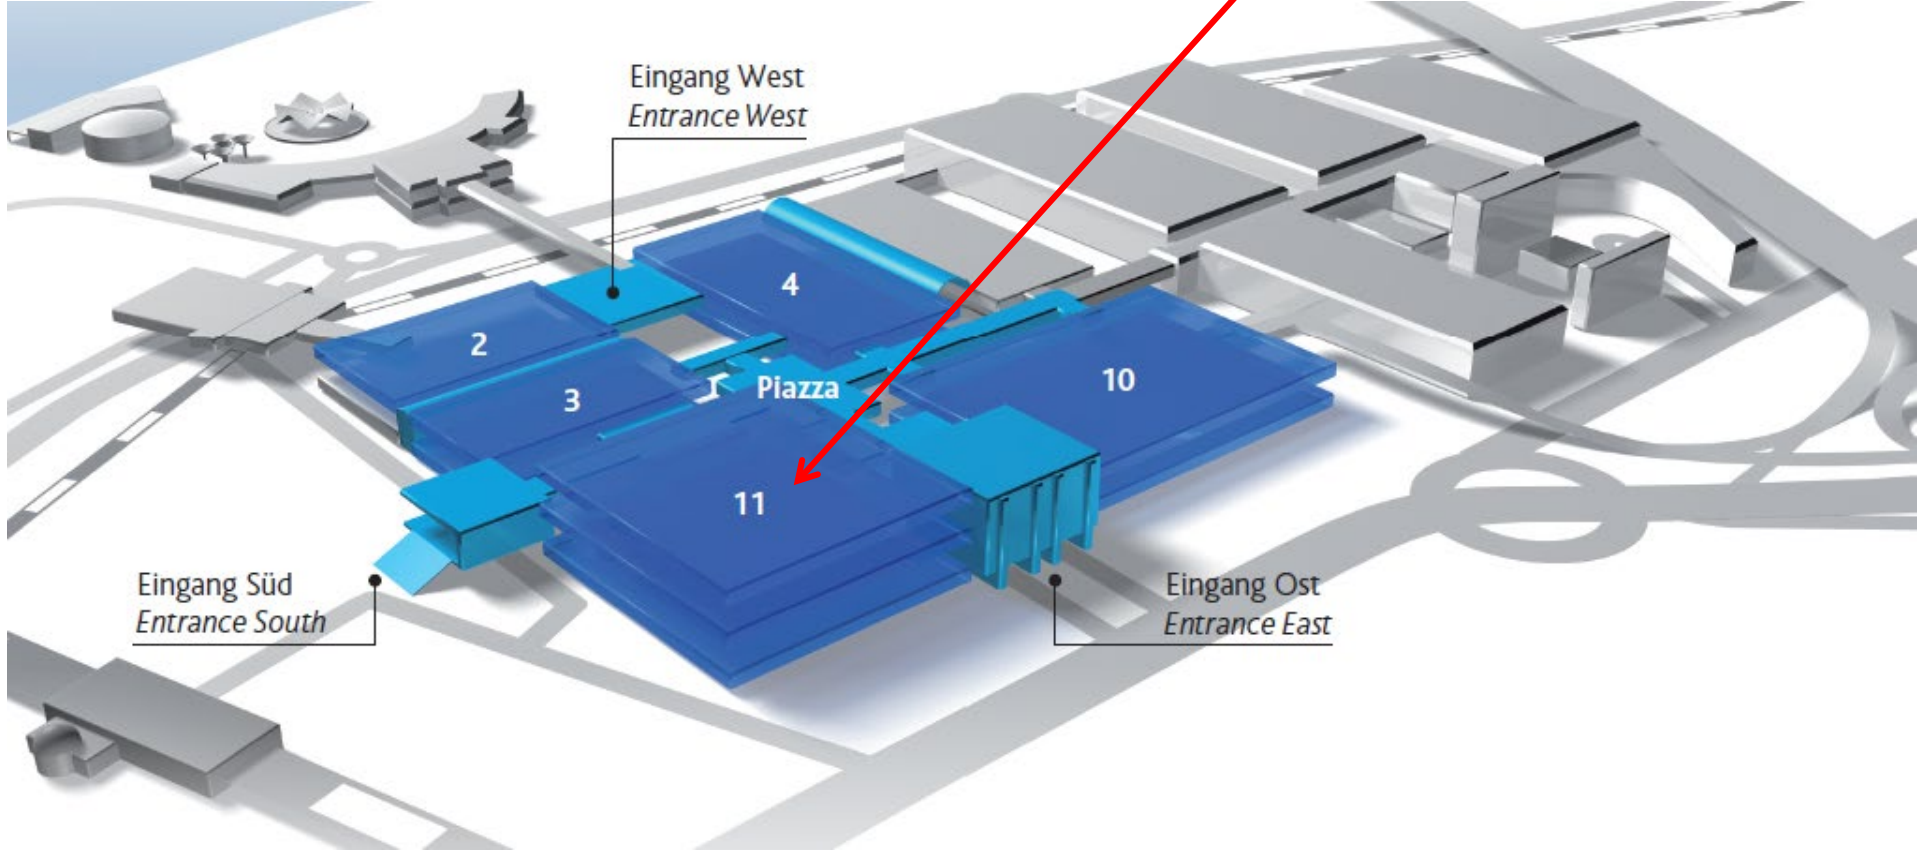 Eingang West
Entrance West
4
2
10
Piazza
3
11
Eingang Süd
Entrance South
Eingang Ost
Entrance East